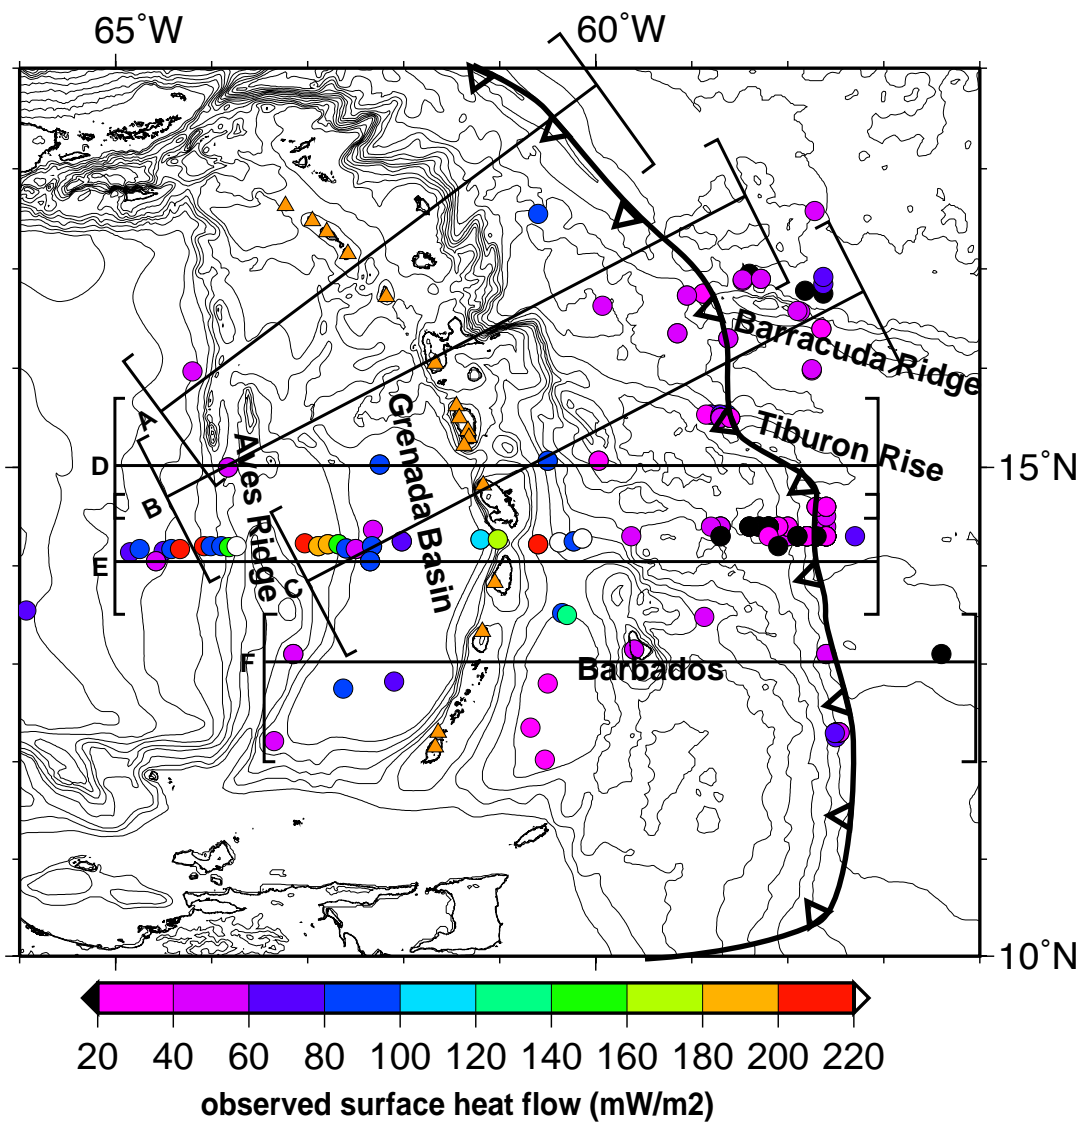 65˚W
60˚W
Barracuda Ridge
A
Grenada Basin
Tiburon Rise
Aves Ridge
D
15˚N
B
E
C
F
Barbados
10˚N
20 40 60 80 100 120 140 160 180 200 220
observed surface heat flow (mW/m2)